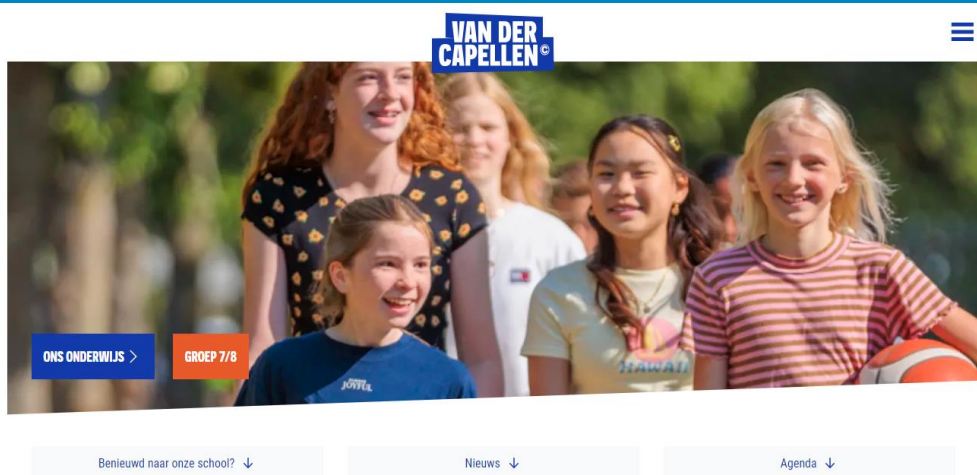 VAN DER
CAPELLEN©
ONS ONDERWIJS >
GROEP 7/8
JOYFUL
HAWAII
Benieuwd naar onze school? ↓
Nieuws ↓
Agenda ↓